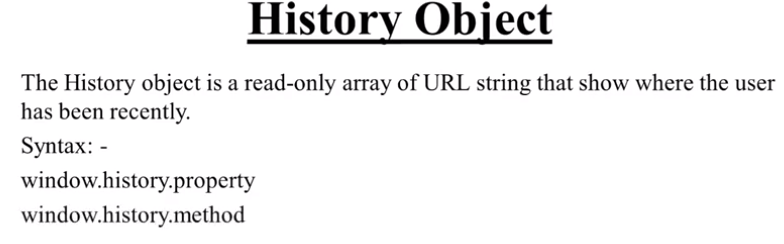 History Object
The History object is a read-only array of URL string that show where the user
has been recently.
Syntax: -
window.history.property
window.history.method